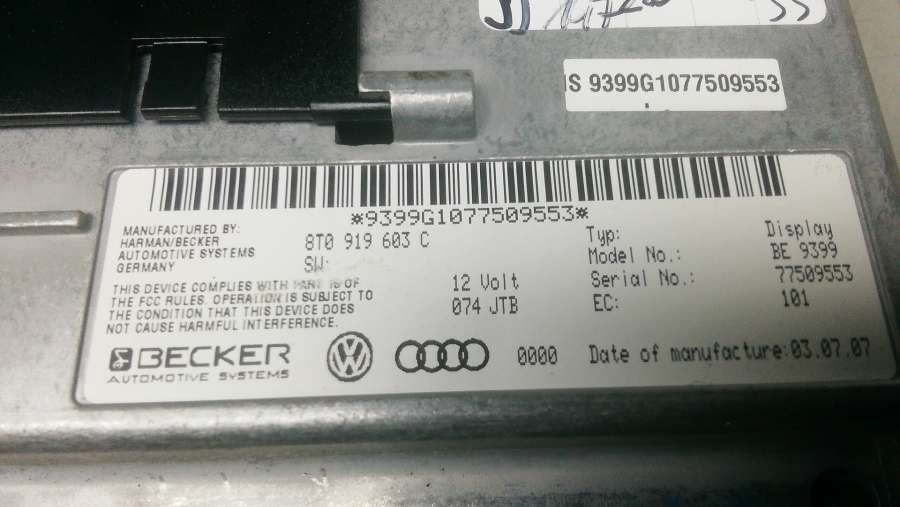 IS 9399G1077509553
*9399G1077509553*
MANUFACTURED BY:
HARMAN/BECKER
AUTOMOTIVE SYSTEMS
GERMANY
8T0 919 603 C
SW:
THIS DEVICE COMPLIES WITH PART 15 OF
THE FCC RULES. OPERATION IS SUBJECT TO
THE CONDITION THAT THIS DEVICE DOES
NOT CAUSE HARMFUL INTERFERENCE.
12 Volt
074 JTB
Typ: Display
Model No.: BE 9399
Serial No.: 77509553
EC: 101
BECKER
AUTOMOTIVE SYSTEMS
VW
0000
Date of manufacture:03.07.07